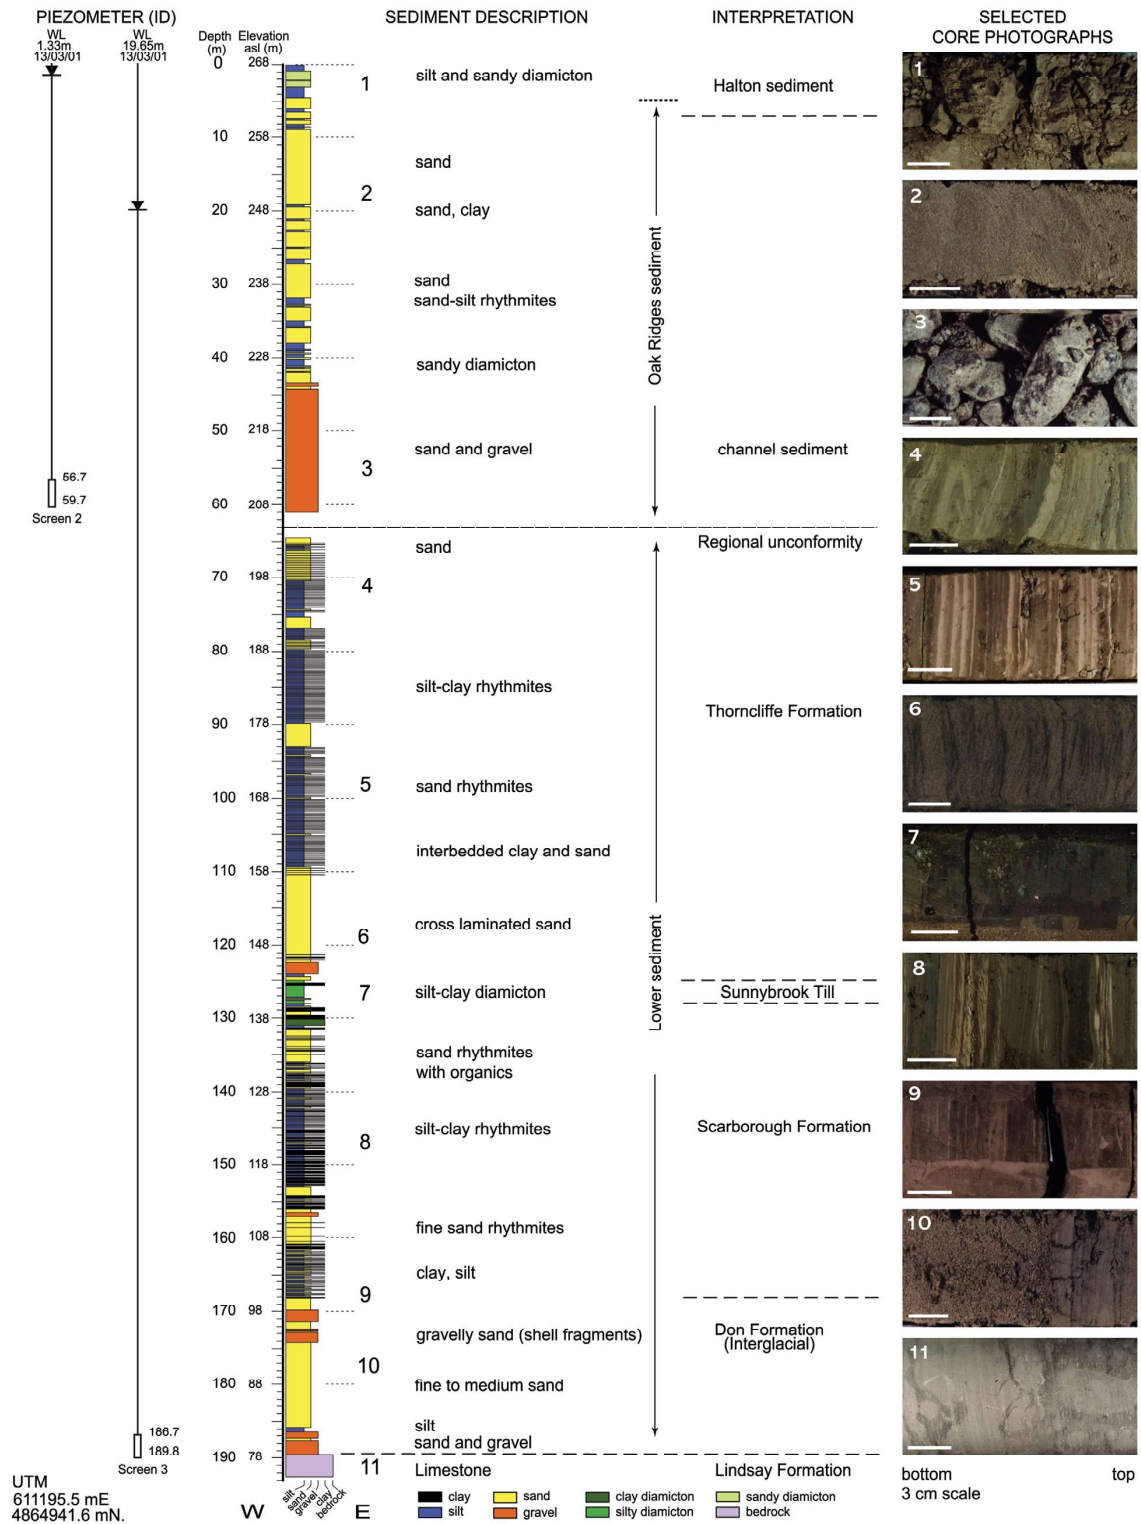 PIEZOMETER (ID)
WL
1.33m
13/03/01
WL
19.65m
13/03/01
56.7
59.7
Screen 2
186.7
189.8
Screen 3
UTM
611195.5 mE
4864941.6 mN.
Depth
(m)
Elevation
asl (m)
0 268
10 258
20 248
30 238
40 228
50 218
60 208
70 198
80 188
90 178
100 168
110 158
120 148
130 138
140 128
150 118
160 108
170 98
180 88
190 78
1
2
3
4
5
6
7
8
9
10
11
silt
sand
gravel
clay
bedrock
W
E
SEDIMENT DESCRIPTION
silt and sandy diamicton
sand
sand, clay
sand
sand-silt rhythmites
sandy diamicton
sand and gravel
sand
silt-clay rhythmites
sand rhythmites
interbedded clay and sand
cross laminated sand
silt-clay diamicton
sand rhythmites
with organics
silt-clay rhythmites
fine sand rhythmites
clay, silt
gravelly sand (shell fragments)
fine to medium sand
silt
sand and gravel
Limestone
Oak Ridges sediment
Lower sediment
INTERPRETATION
Halton sediment
channel sediment
Regional unconformity
Thorncliffe Formation
Sunnybrook Till
Scarborough Formation
Don Formation
(Interglacial)
Lindsay Formation
clay
silt
sand
gravel
clay diamicton
silty diamicton
sandy diamicton
bedrock
SELECTED
CORE PHOTOGRAPHS
1
2
3
4
5
6
7
8
9
10
11
bottom top
3 cm scale